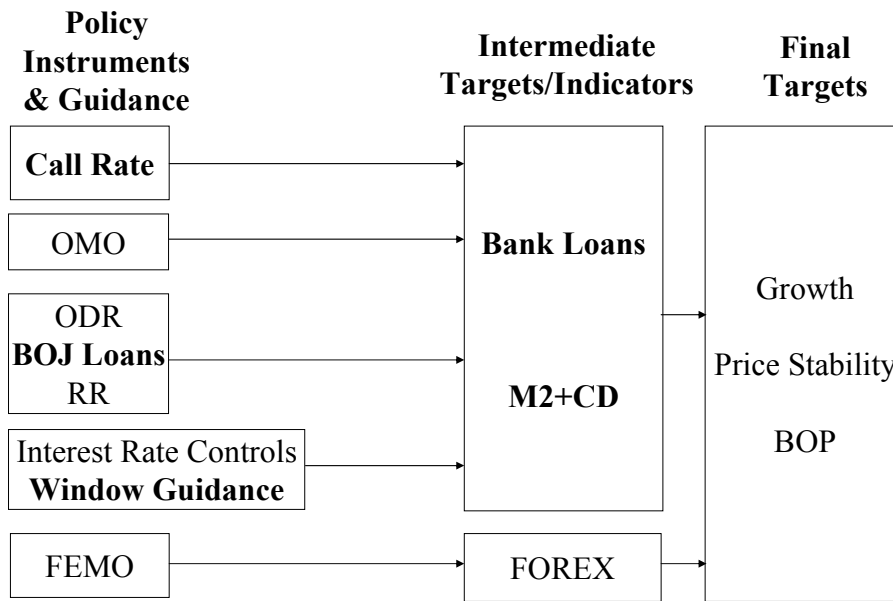 Policy
Instruments
& Guidance
Intermediate
Targets/Indicators
Final
Targets
Call Rate
OMO
ODR
BOJ Loans
RR
Interest Rate Controls
Window Guidance
FEMO
Bank Loans
M2+CD
FOREX
Growth
Price Stability
BOP